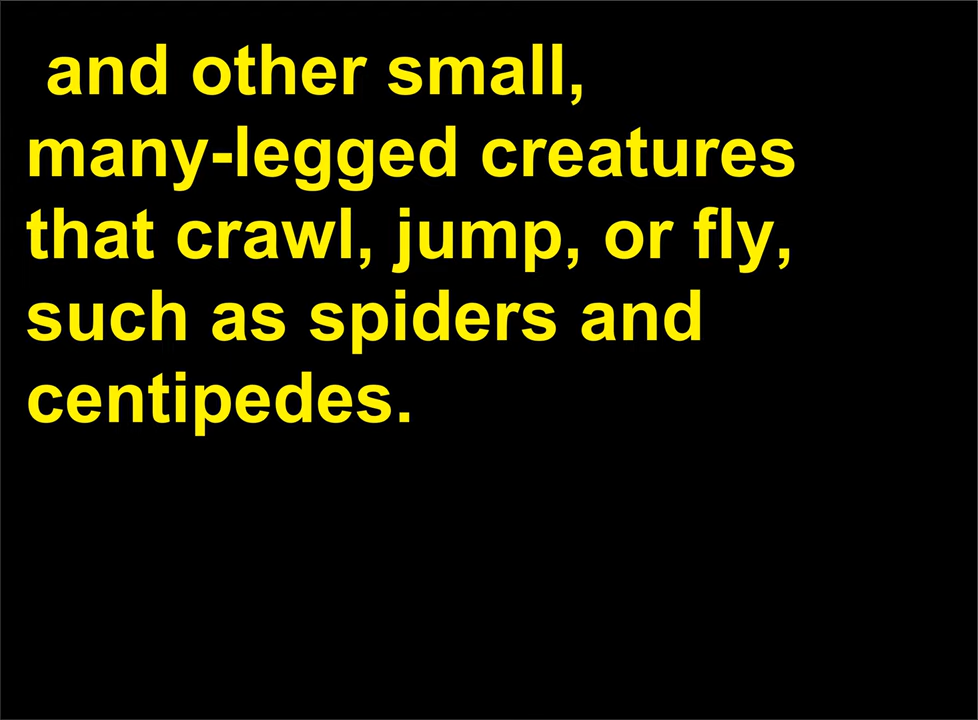 and other small,
many-legged creatures
that crawl, jump, or fly,
such as spiders and
centipedes.